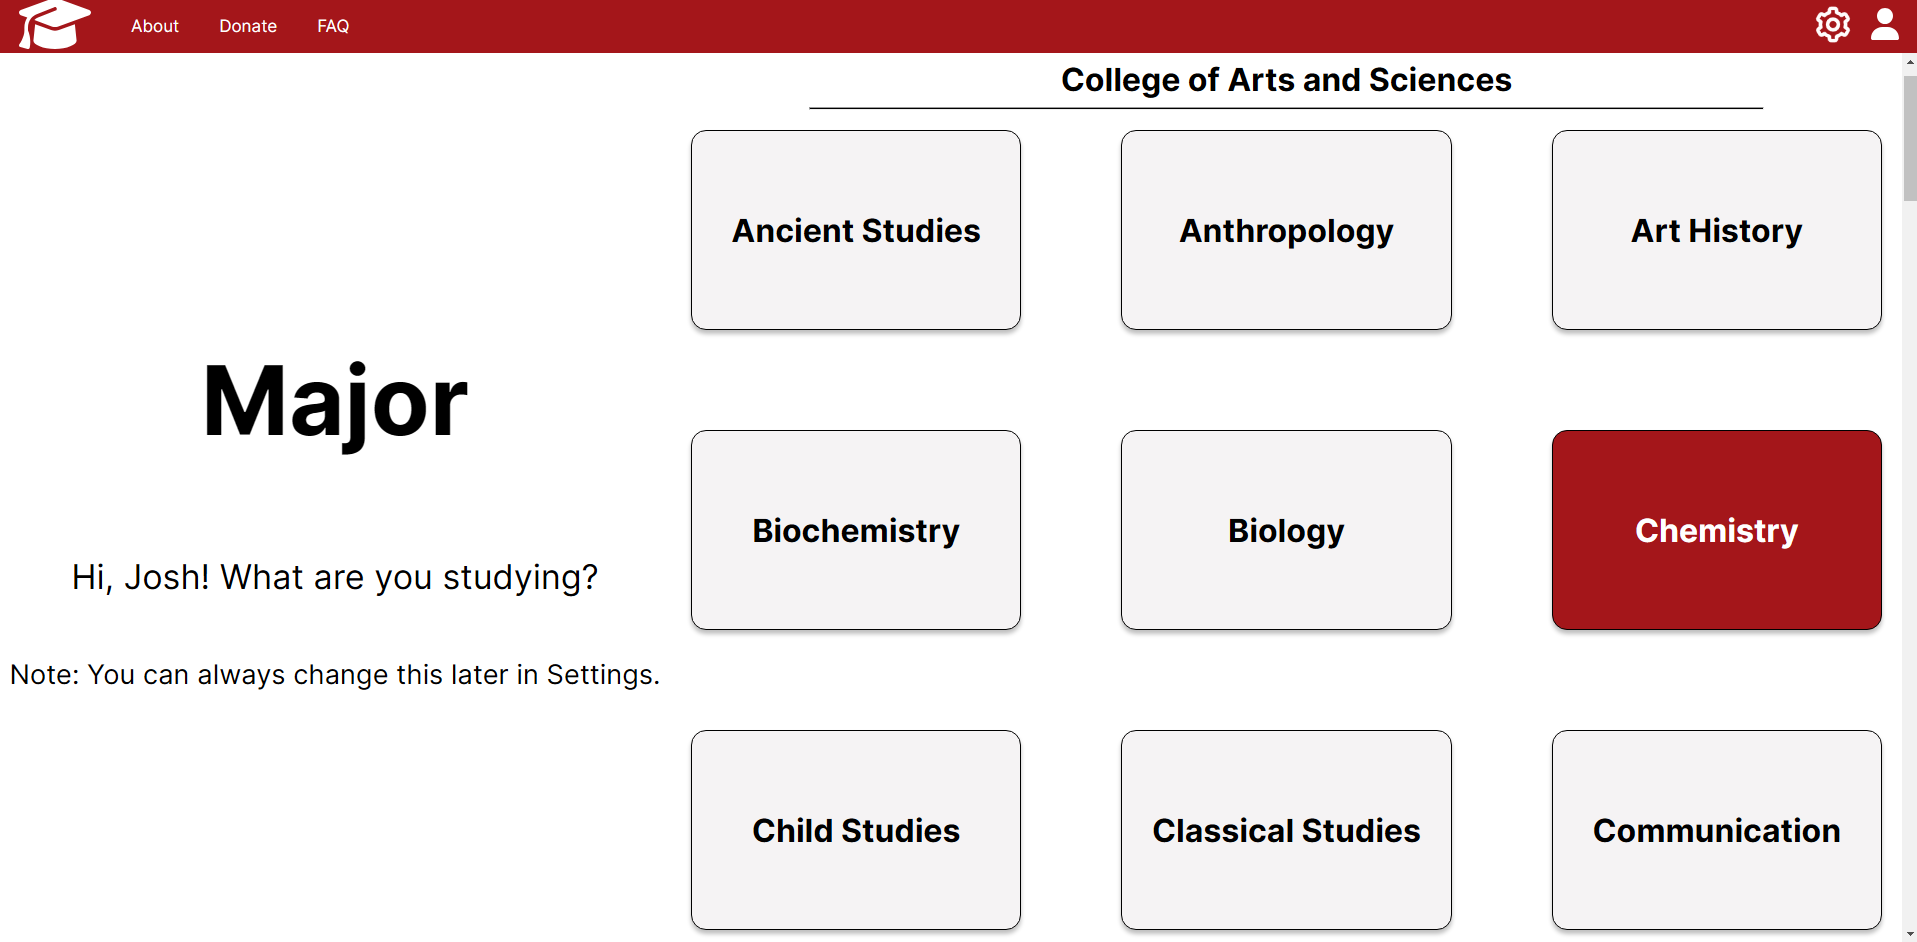 About
Donate
FAQ
College of Arts and Sciences
Major
Hi, Josh! What are you studying?
Note: You can always change this later in Settings.
Ancient Studies
Anthropology
Art History
Biochemistry
Biology
Chemistry
Child Studies
Classical Studies
Communication